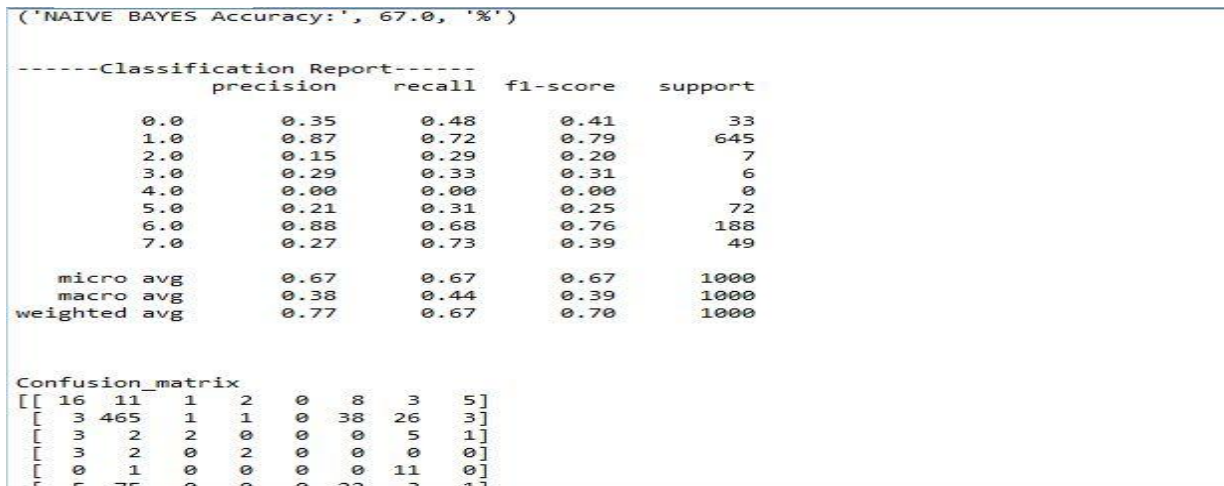 ('NAIVE BAYES Accuracy:', 67.0, '%')
------Classification Report------
precision recall f1-score support
0.0 0.35 0.48 0.41 33
1.0 0.87 0.72 0.79 645
2.0 0.15 0.29 0.20 7
3.0 0.29 0.33 0.31 6
4.0 0.00 0.00 0.00 0
5.0 0.21 0.31 0.25 72
6.0 0.88 0.68 0.76 188
7.0 0.27 0.73 0.39 49
micro avg 0.67 0.67 0.67 1000
macro avg 0.38 0.44 0.39 1000
weighted avg 0.77 0.67 0.70 1000
Confusion_matrix
[[ 16 11 1 2 0 8 3 5]
[ 3 465 1 1 0 38 26 3]
[ 3 2 2 0 0 0 5 1]
[ 3 2 0 2 0 0 0 0]
[ 0 1 0 0 0 0 11 0]